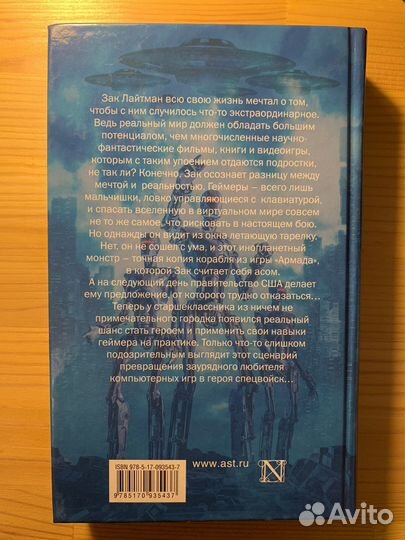 Зак Лайтман всю свою жизнь мечтал о том,
чтобы с ним случилось что-то экстраординарное.
Ведь реальный мир должен обладать большим
потенциалом, чем многочисленные научно-
фантастические фильмы, книги и видеоигры,
которым с таким упоением отдаются подростки,
не так ли? Конечно, Зак осознает разницу между
мечтой и реальностью. Геймеры – всего лишь
мальчишки, ловко управляющиеся с клавиатурой,
и спасать вселенную в виртуальном мире совсем
не то же самое, что рисковать в настоящем бою.
Но однажды он видит из окна летающую тарелку.
Нет, он не сошел с ума, и этот инопланетный
монстр – точная копия корабля из игры «Армада»,
в которой Зак считает себя асом.
А на следующий день правительство США делает
ему предложение, от которого трудно отказаться...
Теперь у старшеклассника из ничем не
примечательного городка появился реальный
шанс стать героем и применить свои навыки
геймера на практике. Только что-то слишком
подозрительным выглядит этот сценарий
превращения заурядного любителя
компьютерных игр в героя спецвойск...
ISBN 978-5-17-093543-7
9785170935437
www.ast.ru
N
Avito